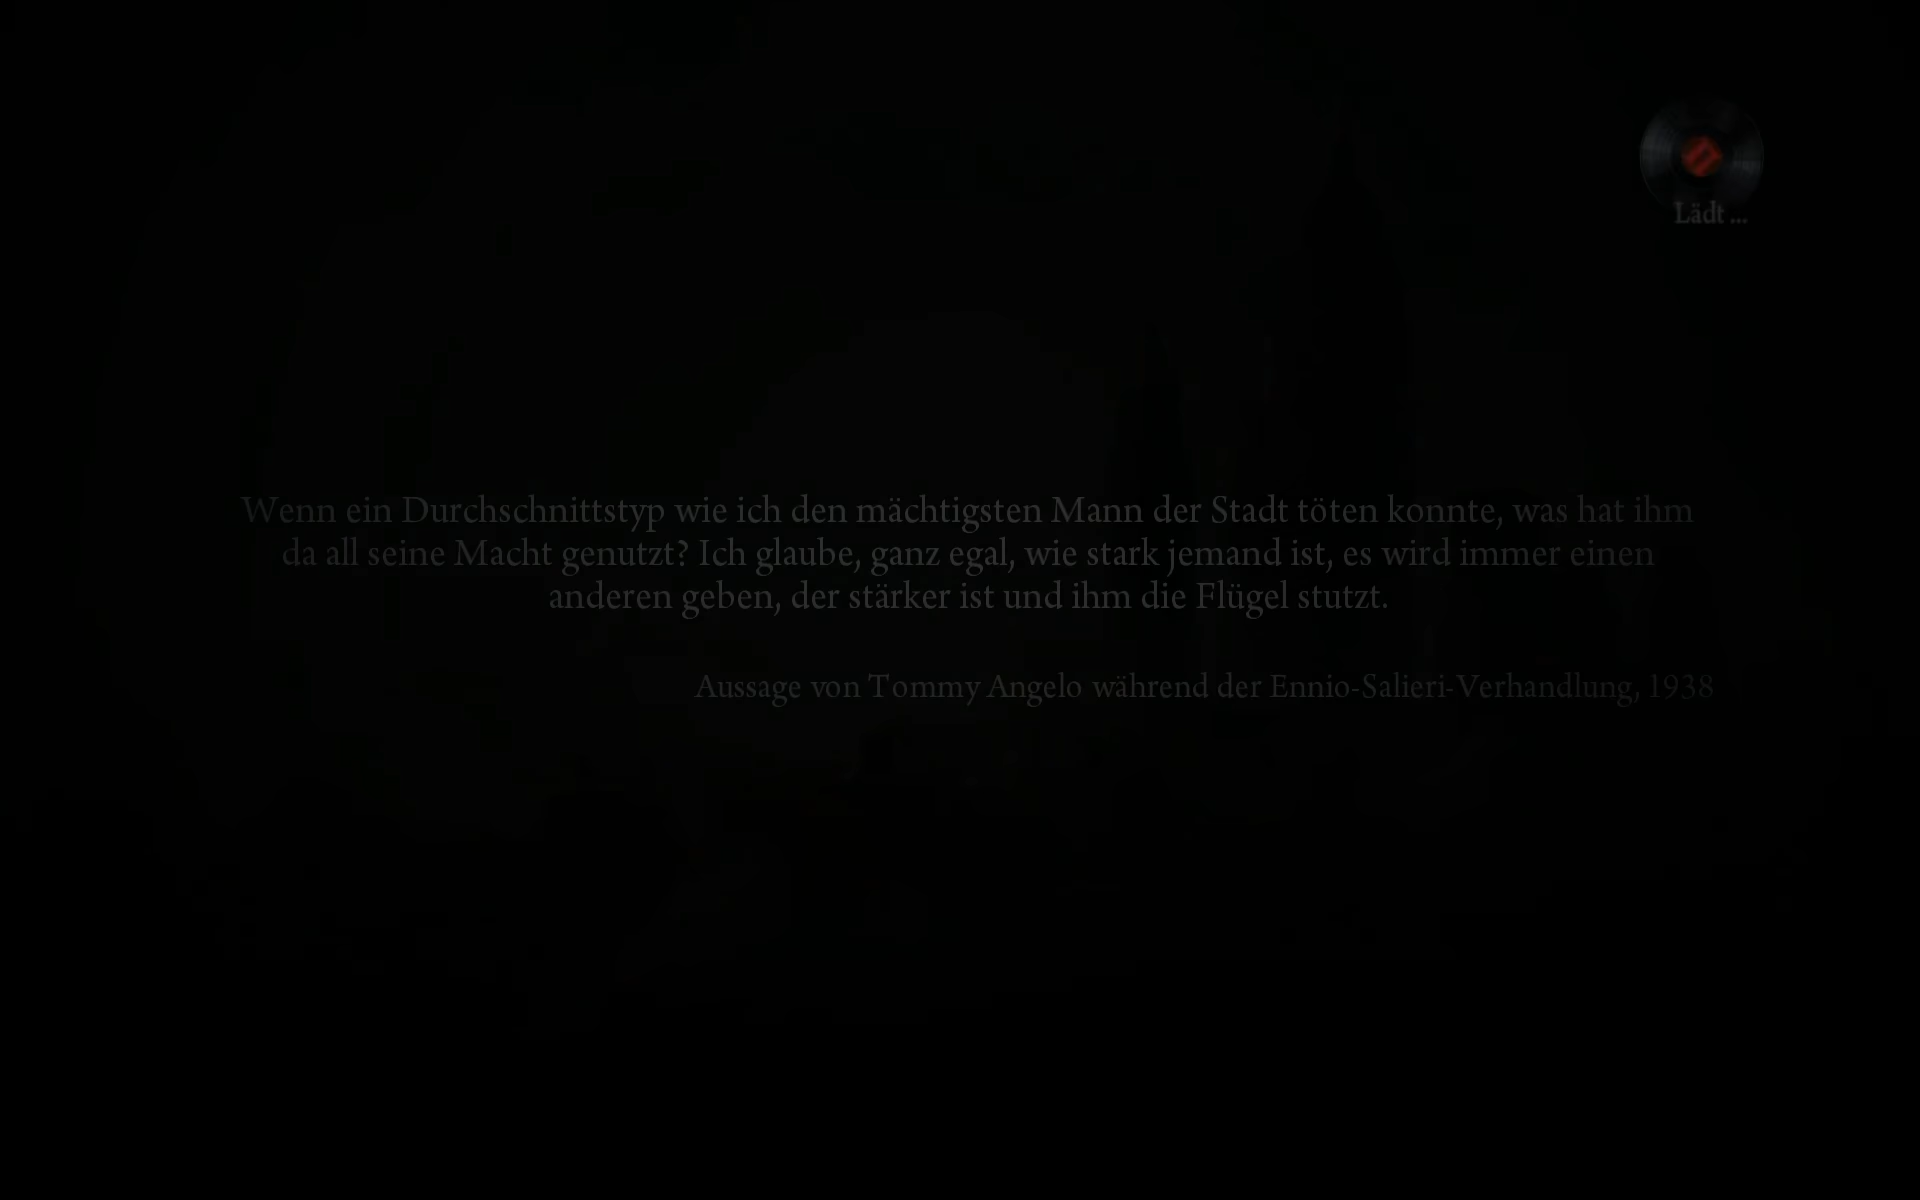 Lädt ...
Wenn ein Durchschnittstyp wie ich den mächtigsten Mann der Stadt töten konnte, was hat ihm
da all seine Macht genutzt? Ich glaube, ganz egal, wie stark jemand ist, es wird immer einen
anderen geben, der stärker ist und ihm die Flügel stutzt.
Aussage von Tommy Angelo während der Ennio-Salieri-Verhandlung, 1938